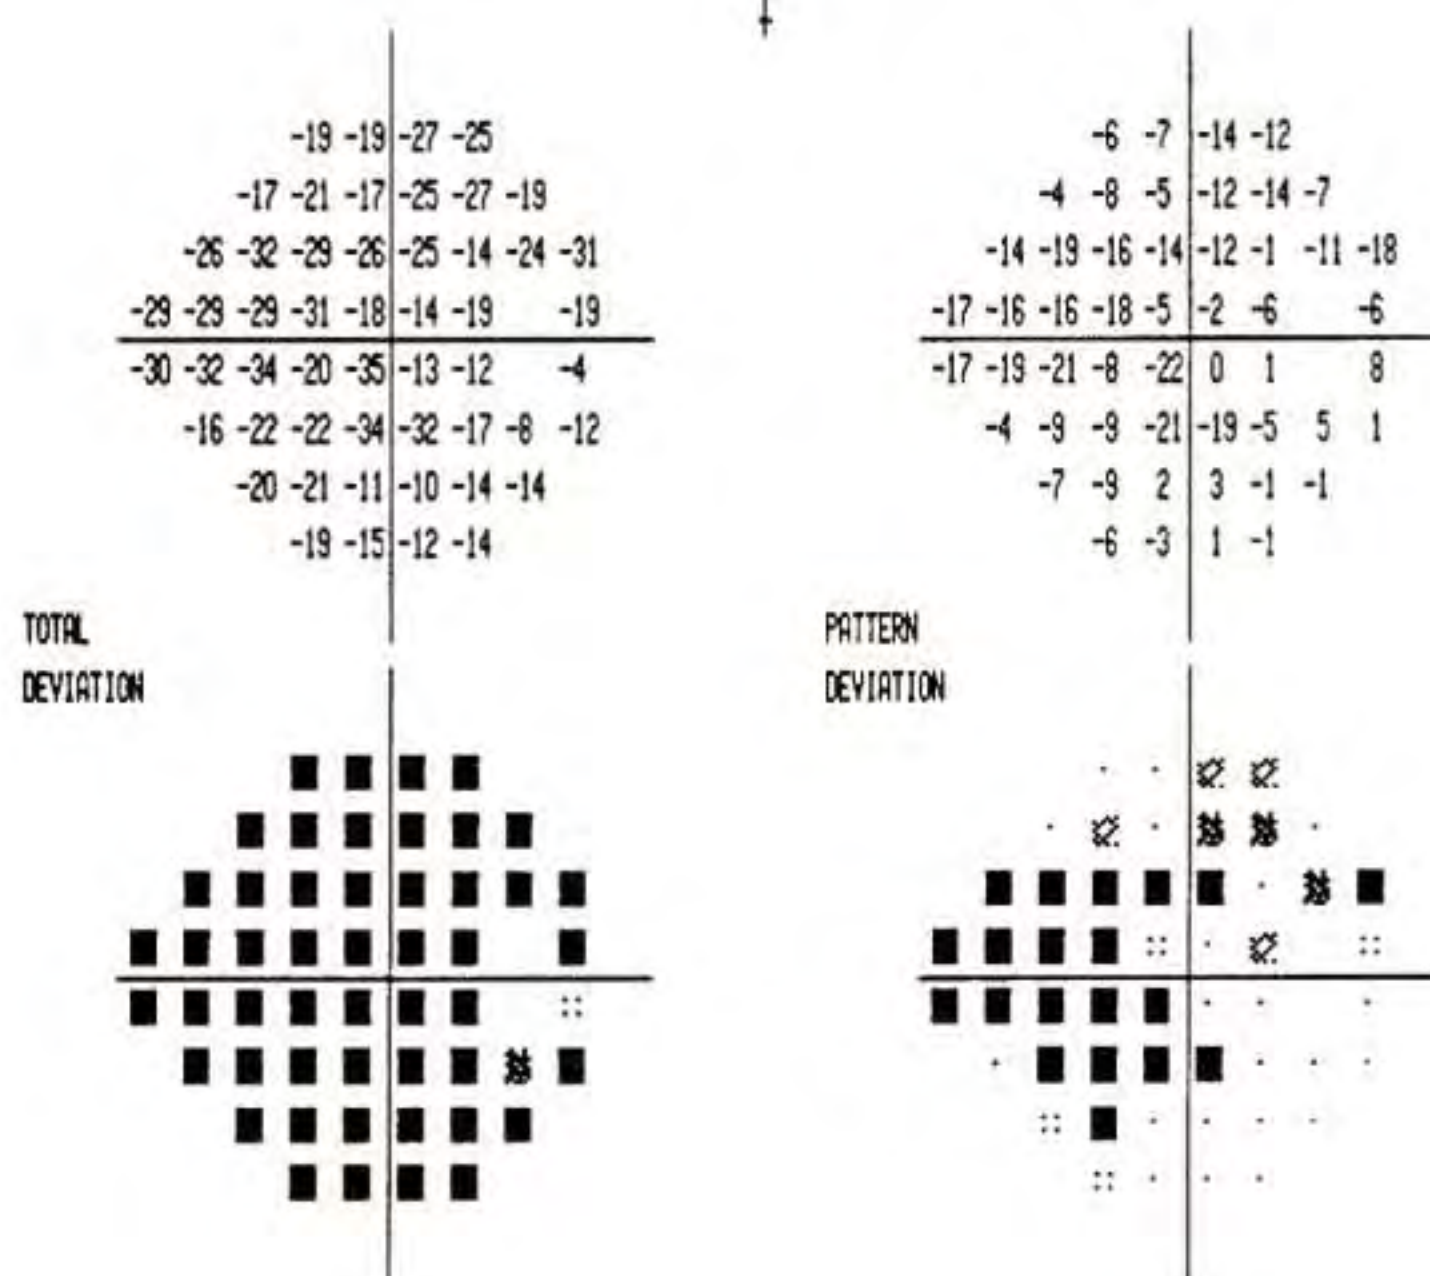 -19 -19 -27 -25 -6 -7 -14 -12
-17 -21 -17 -25 -27 -19 -4 -8 -5 -12 -14 -7
-26 -32 -29 -26 -25 -14 -24 -31 -14 -19 -16 -14 -12 -1 -11 -18
-29 -29 -29 -31 -18 -14 -19 -19 -17 -16 -16 -18 -5 -2 -6 -6
-30 -32 -34 -20 -35 -13 -12 -4 -17 -19 -21 -8 -22 0 1 8
-16 -22 -22 -34 -32 -17 -8 -12 -4 -9 -9 -21 -19 -5 5 1
-20 -21 -11 -10 -14 -14 -7 -9 2 3 -1 -1
-19 -15 -12 -14 -6 -3 1 -1
TOTAL PATTERN
DEVIATION DEVIATION